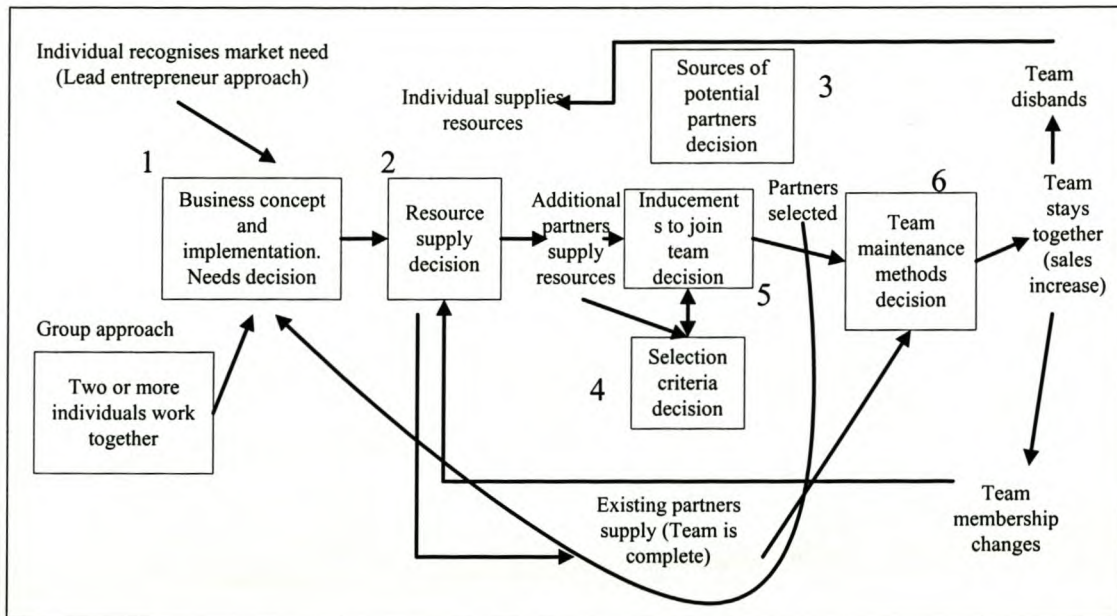 Individual recognises market need
(Lead entrepreneur approach)
Individual supplies
resources
Sources of
potential
partners
decision
3
Team
disbands
1
Business concept
and
implementation.
Needs decision
2
Resource
supply
decision
Additional
partners
supply
resources
Inducement
s to join
team
decision
5
Partners
selected
6
Team
maintenance
methods
decision
Team
stays
together
(sales
increase)
Group approach
Two or more
individuals work
together
4
Selection
criteria
decision
Existing partners
supply (Team is
complete)
Team
membership
changes